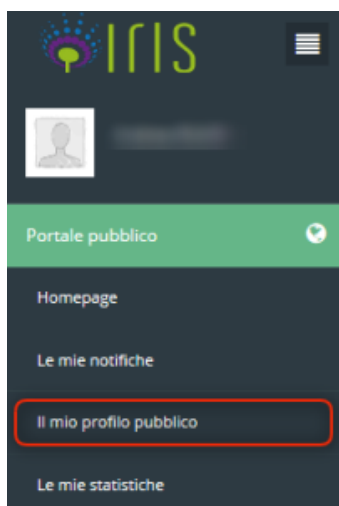 IRIS
Portale pubblico
Homepage
Le mie notifiche
Il mio profilo pubblico
Le mie statistiche